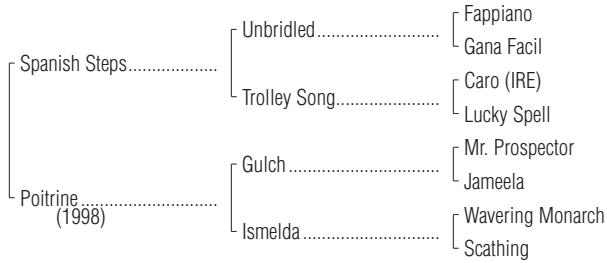 Fappiano
Unbridled....................
Gana Facil
Spanish Steps..................
Caro (IRE)
Trolley Song.....................
Lucky Spell
Mr. Prospector
Gulch..............................
Jameela
Poitrine...........................
(1998)
Wavering Monarch
Ismelda...........................
Scathing